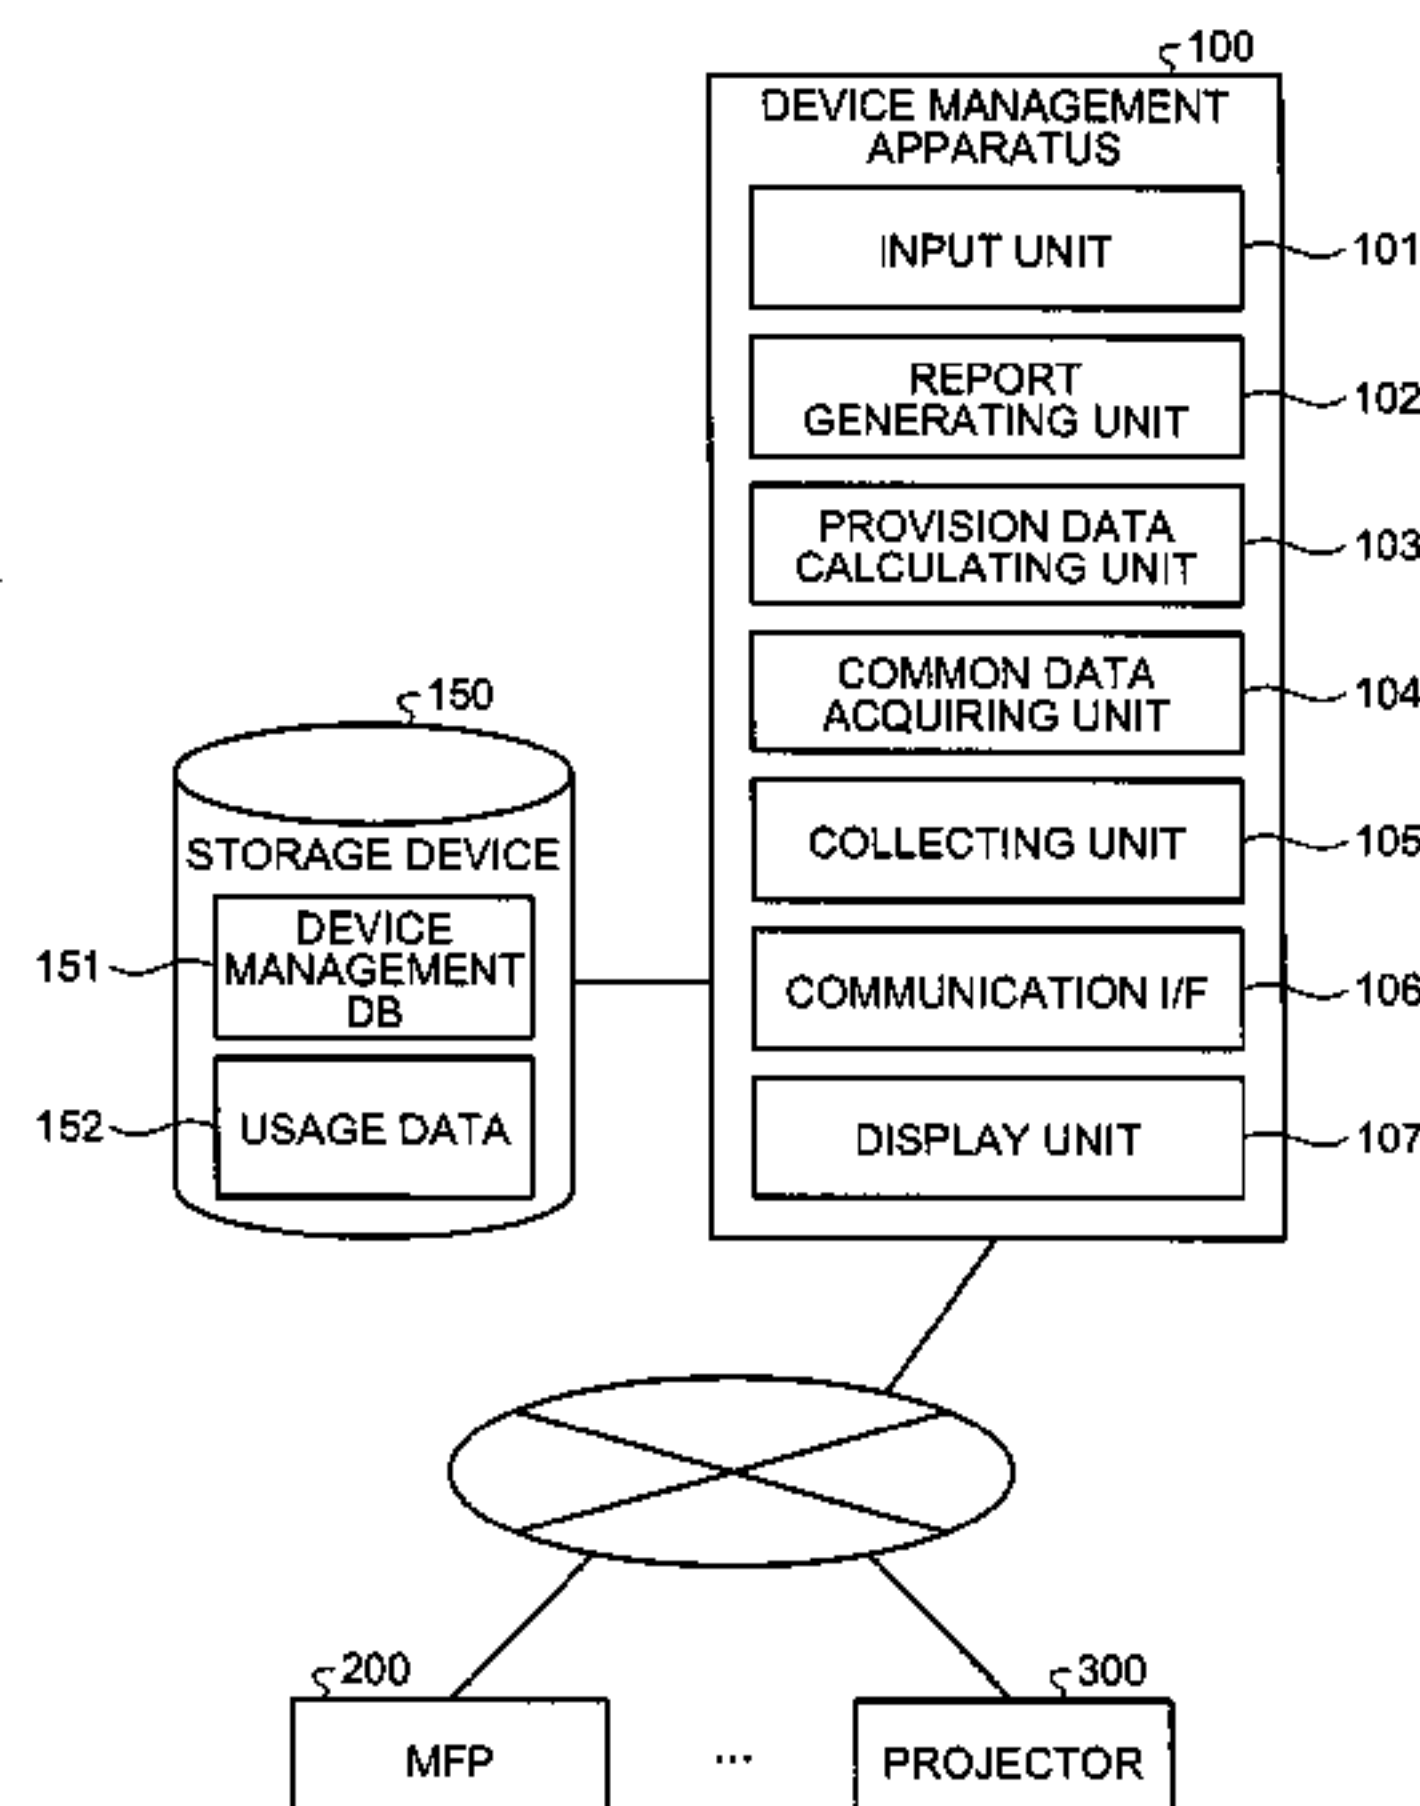 100
DEVICE MANAGEMENT
APPARATUS
INPUT UNIT
101
REPORT
GENERATING UNIT
102
PROVISION DATA
CALCULATING UNIT
103
COMMON DATA
ACQUIRING UNIT
104
COLLECTING UNIT
105
COMMUNICATION I/F
106
DISPLAY UNIT
107
150
STORAGE DEVICE
151
DEVICE
MANAGEMENT
DB
152
USAGE DATA
200
MFP
...
300
PROJECTOR